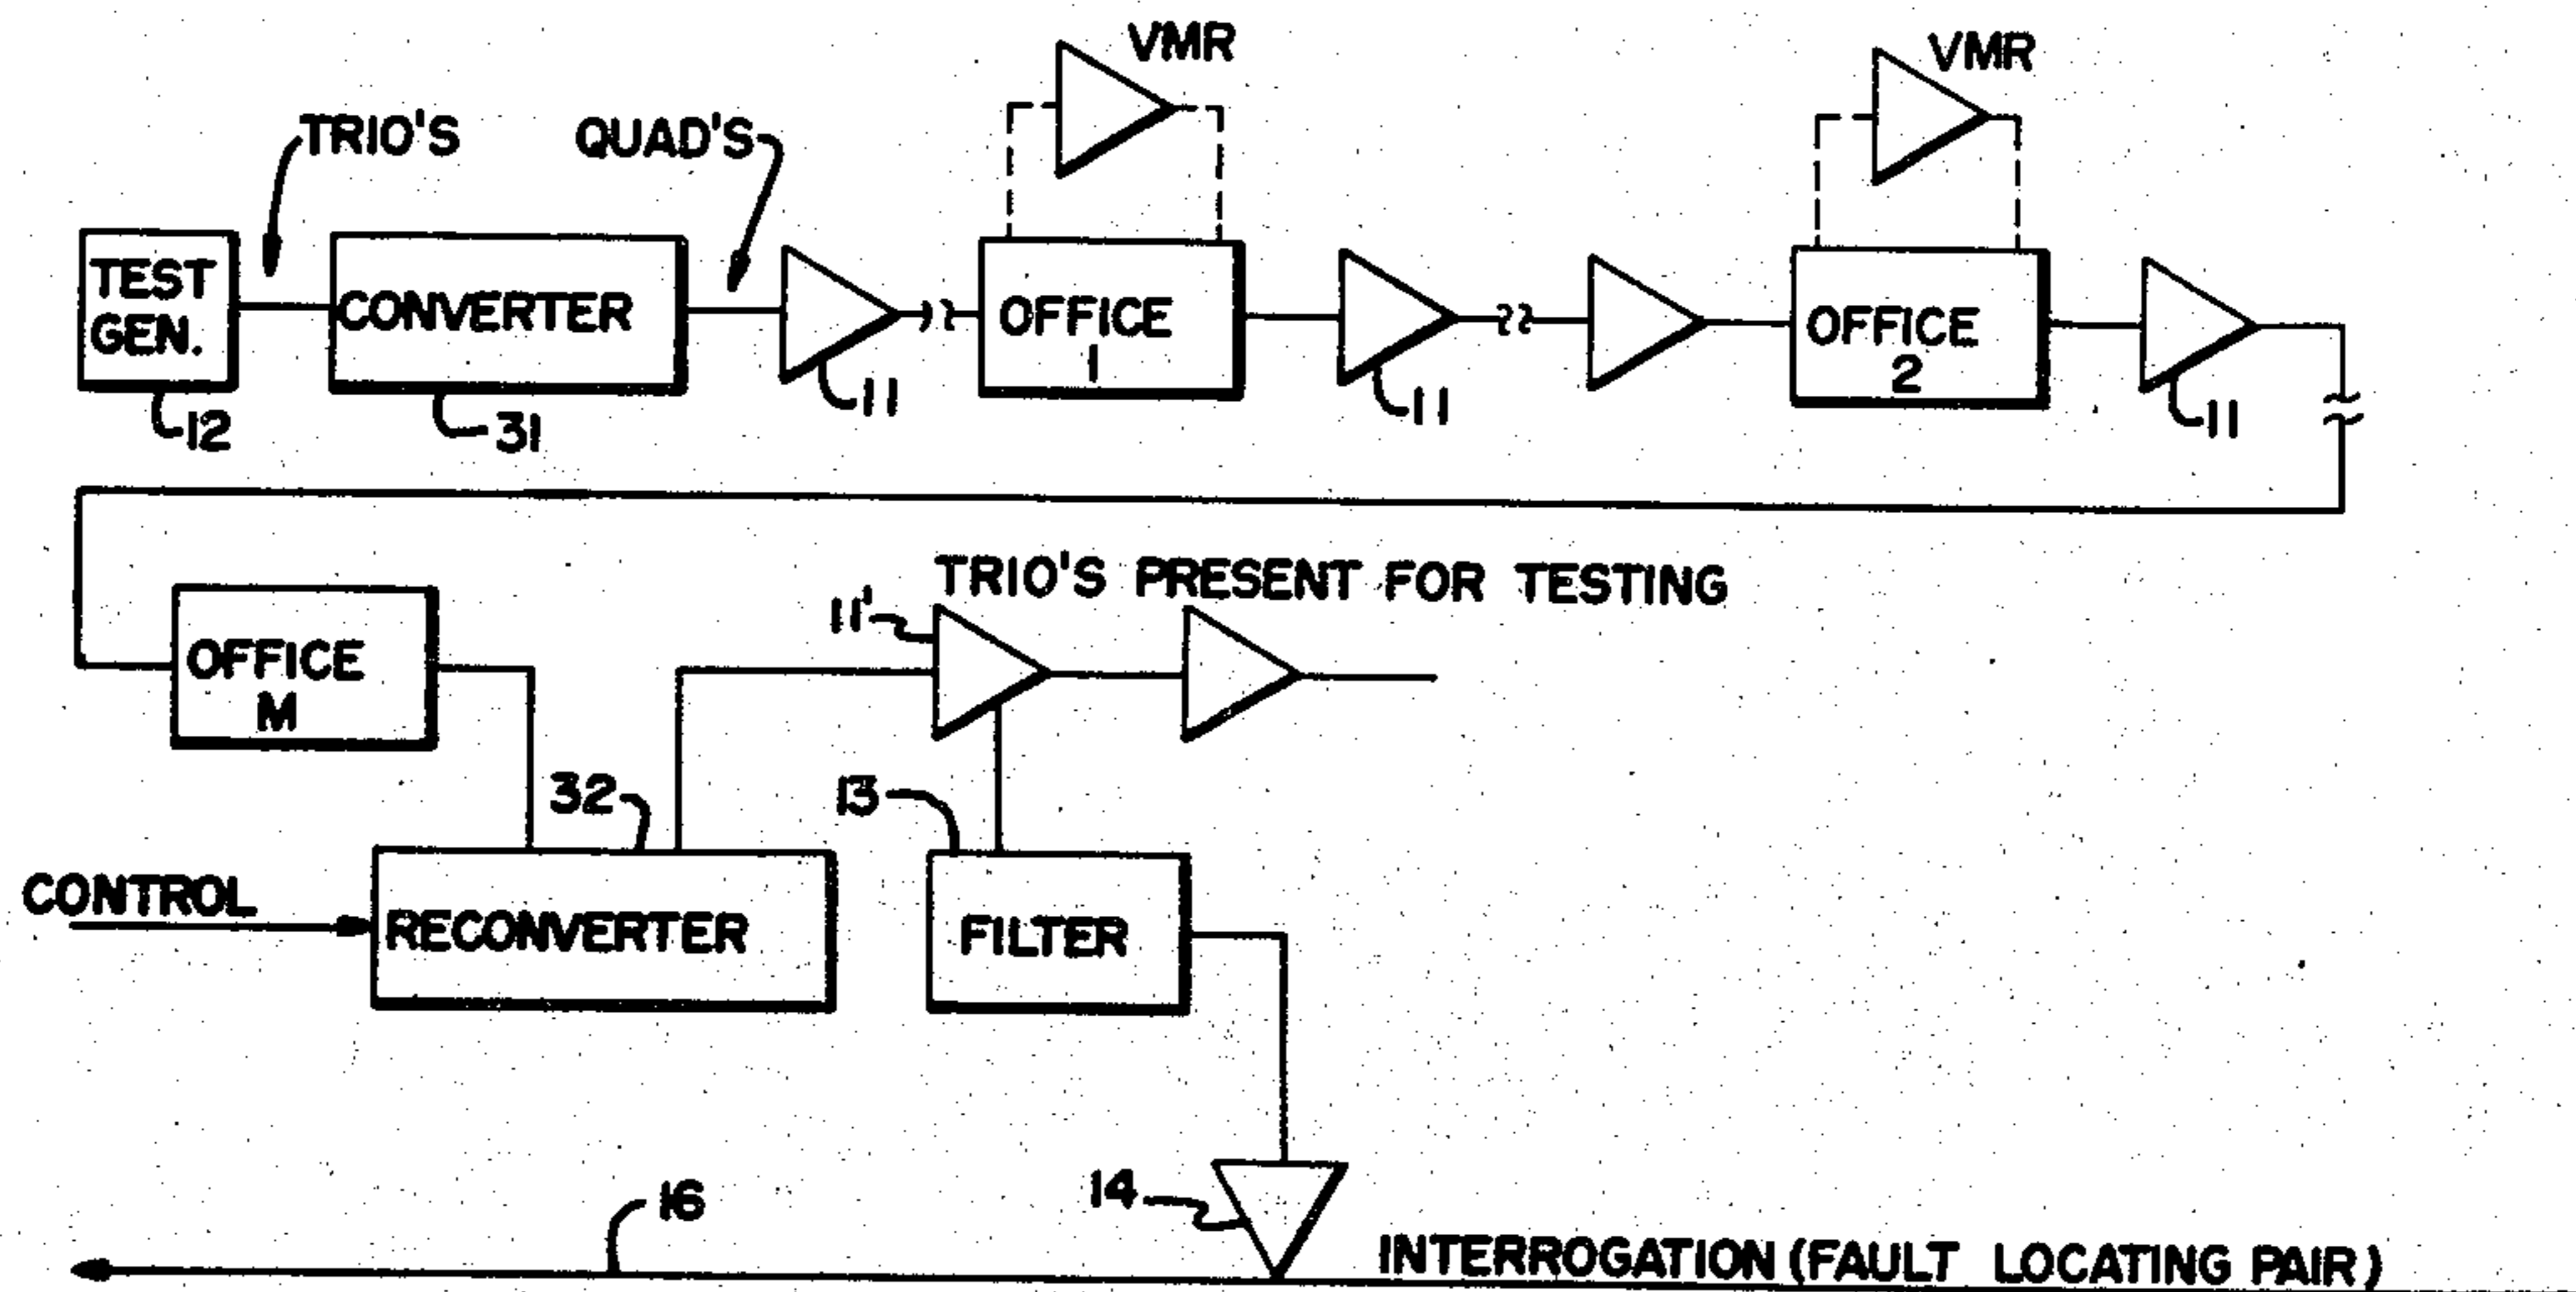 VMR
VMR
TRIO'S
QUAD'S
TEST
GEN.
CONVERTER
OFFICE
1
OFFICE
2
12
31
11
11
11
TRIO'S PRESENT FOR TESTING
11'
OFFICE
M
32
13
CONTROL
RECONVERTER
FILTER
14
16
INTERROGATION (FAULT LOCATING PAIR)